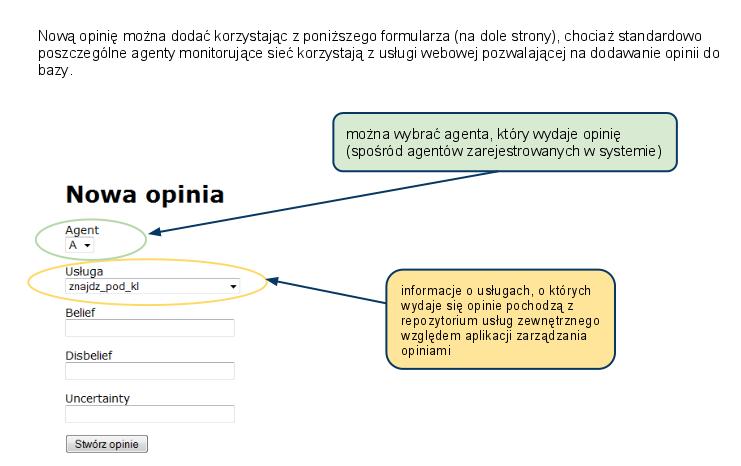 Nową opinię można dodać korzystając z poniższego formularza (na dole strony), chociaż standardowo
poszczególne agenty monitorujące sieć korzystają z usługi webowej pozwalającej na dodawanie opinii do
bazy.
można wybrać agenta, który wydaje opinię
(spośród agentów zarejestrowanych w systemie)
Nowa opinia
Agent
A
Usługa
znajdz_pod_kl
informacje o usługach, o których
wydaje się opinie pochodzą z
repozytorium usług zewnętrznego
względem aplikacji zarządzania
opiniami
Belief
Disbelief
Uncertainty
Stwórz opinie